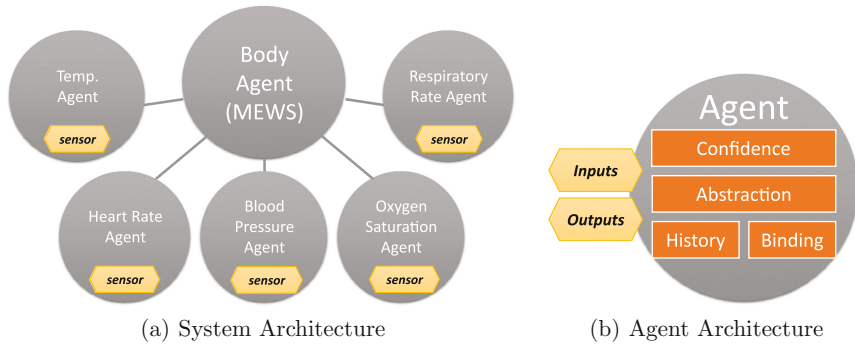 Temp.
Agent
sensor
Body
Agent
(MEWS)
Respiratory
Rate Agent
sensor
Heart Rate
Agent
sensor
Blood
Pressure
Agent
sensor
Oxygen
Saturation
Agent
sensor
(a) System Architecture
Agent
Confidence
Abstraction
History
Binding
Inputs
Outputs
(b) Agent Architecture